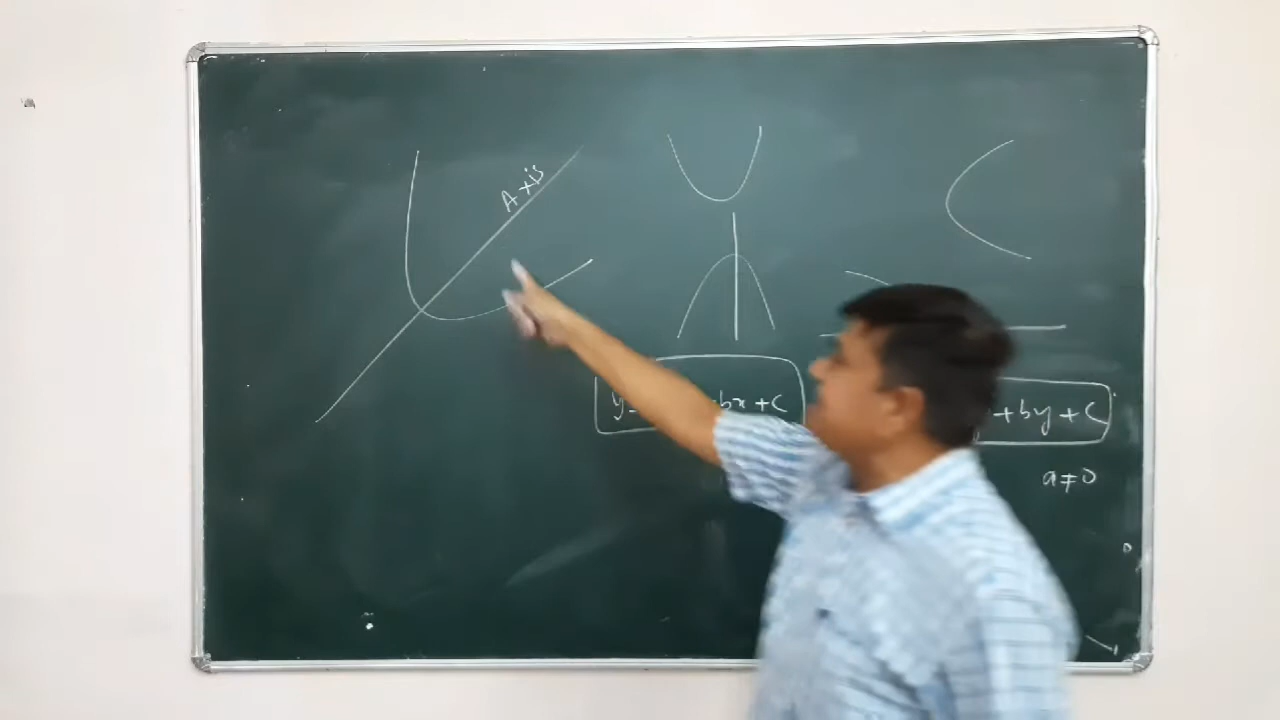 Axis
bx + c
+ by + c
a ≠ 0